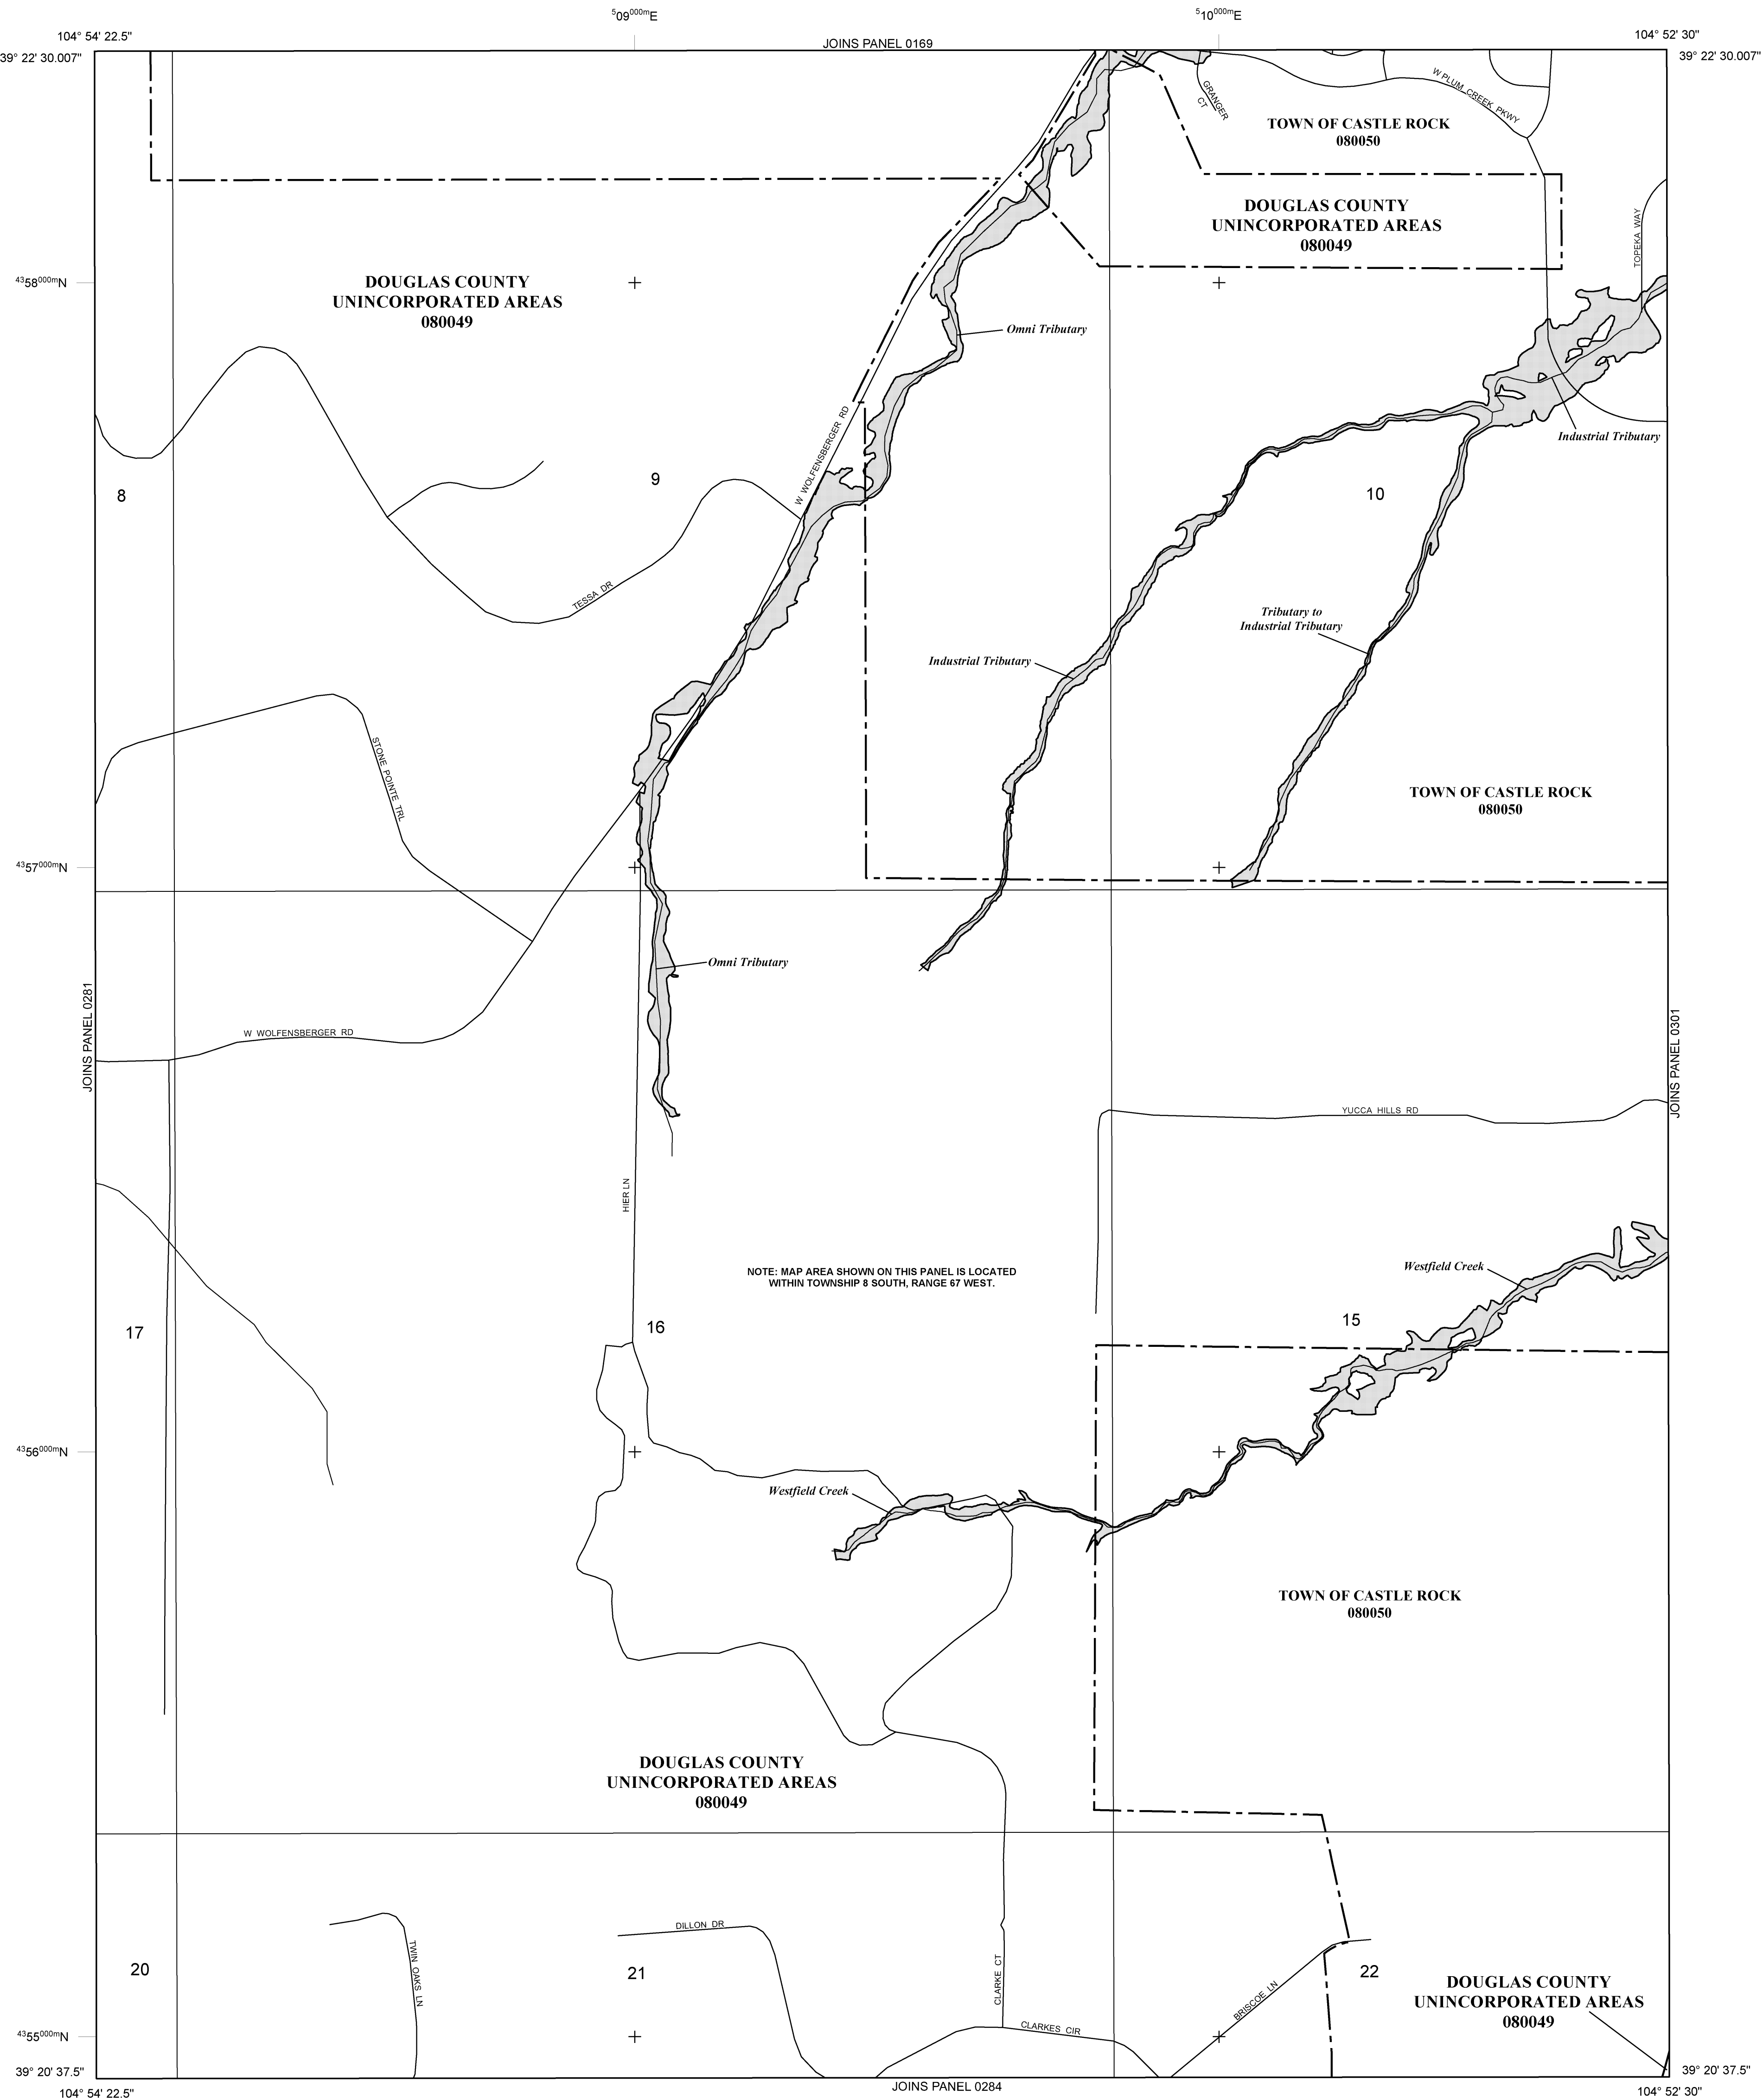 ⁵09⁰⁰⁰ᵐE
⁵10⁰⁰⁰ᵐE
104° 54' 22.5"
JOINS PANEL 0169
104° 52' 30"
39° 22' 30.007"
39° 22' 30.007"
W PLUM CREEK PKWY
GRANGER
CT
TOWN OF CASTLE ROCK
080050
DOUGLAS COUNTY
UNINCORPORATED AREAS
080049
TOPEKA WAY
⁴³58⁰⁰⁰ᵐN
DOUGLAS COUNTY
UNINCORPORATED AREAS
080049
Omni Tributary
W WOLFENSBERGER RD
Industrial Tributary
8
9
10
TESSA DR
Tributary to
Industrial Tributary
Industrial Tributary
STONE POINTE TRL
TOWN OF CASTLE ROCK
080050
⁴³57⁰⁰⁰ᵐN
Omni Tributary
JOINS PANEL 0281
W WOLFENSBERGER RD
JOINS PANEL 0301
YUCCA HILLS RD
HIER LN
NOTE: MAP AREA SHOWN ON THIS PANEL IS LOCATED
WITHIN TOWNSHIP 8 SOUTH, RANGE 67 WEST.
Westfield Creek
17
16
15
⁴³56⁰⁰⁰ᵐN
Westfield Creek
TOWN OF CASTLE ROCK
080050
DOUGLAS COUNTY
UNINCORPORATED AREAS
080049
DILLON DR
TWIN OAKS LN
20
21
CLARKE CT
BRISCOE LN
22
DOUGLAS COUNTY
UNINCORPORATED AREAS
080049
CLARKES CIR
⁴³55⁰⁰⁰ᵐN
39° 20' 37.5"
39° 20' 37.5"
104° 54' 22.5"
JOINS PANEL 0284
104° 52' 30"